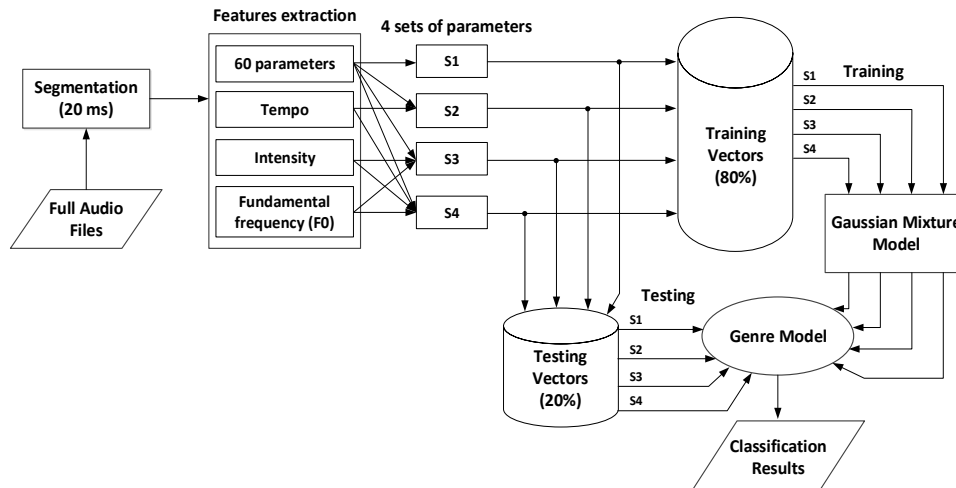 Features extraction
4 sets of parameters
60 parameters
Tempo
Intensity
Fundamental
frequency (F0)
Segmentation
(20 ms)
Full Audio
Files
S1
S2
S3
S4
Training
Vectors
(80%)
S1
S2
S3
S4
Training
Gaussian Mixture
Model
Testing
Testing
Vectors
(20%)
S1
S2
S3
S4
Genre Model
Classification
Results